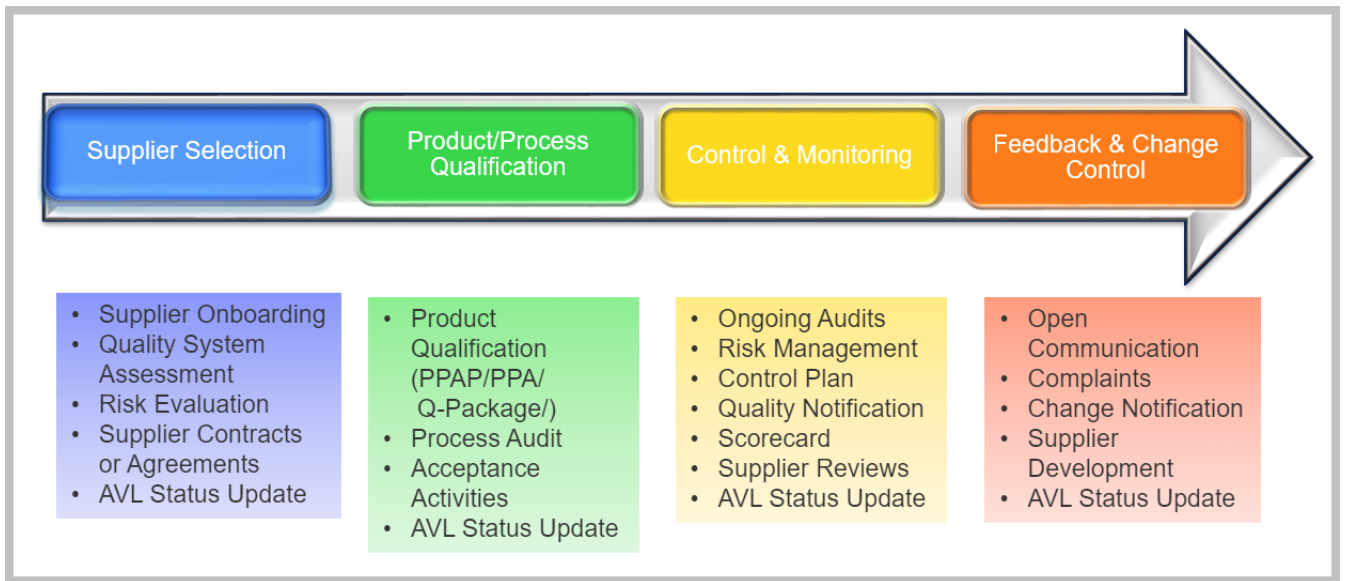 Supplier Selection
Product/Process
Qualification
Control & Monitoring
Feedback & Change
Control
• Supplier Onboarding
• Quality System
Assessment
• Risk Evaluation
• Supplier Contracts
or Agreements
• AVL Status Update
• Product
Qualification
(PPAP/PPA/
Q-Package/)
• Process Audit
• Acceptance
Activities
• AVL Status Update
• Ongoing Audits
• Risk Management
• Control Plan
• Quality Notification
• Scorecard
• Supplier Reviews
• AVL Status Update
• Open
Communication
• Complaints
• Change Notification
• Supplier
Development
• AVL Status Update